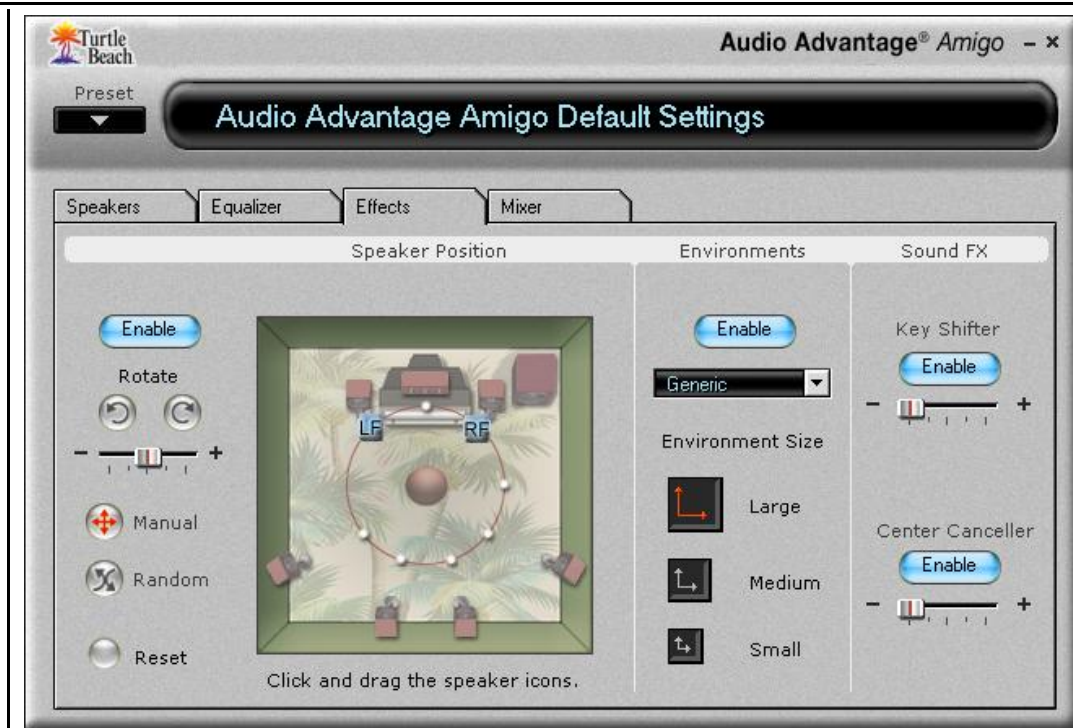 Turtle
Beach
Audio Advantage® Amigo
Preset
Audio Advantage Amigo Default Settings
Speakers Equalizer Effects Mixer
Speaker Position Environments Sound FX
Enable
Rotate
- +
Manual
Random
Reset
LF RF
Click and drag the speaker icons.
Enable
Generic
Environment Size
Large
Medium
Small
Key Shifter
Enable
- +
Center Canceller
Enable
- +